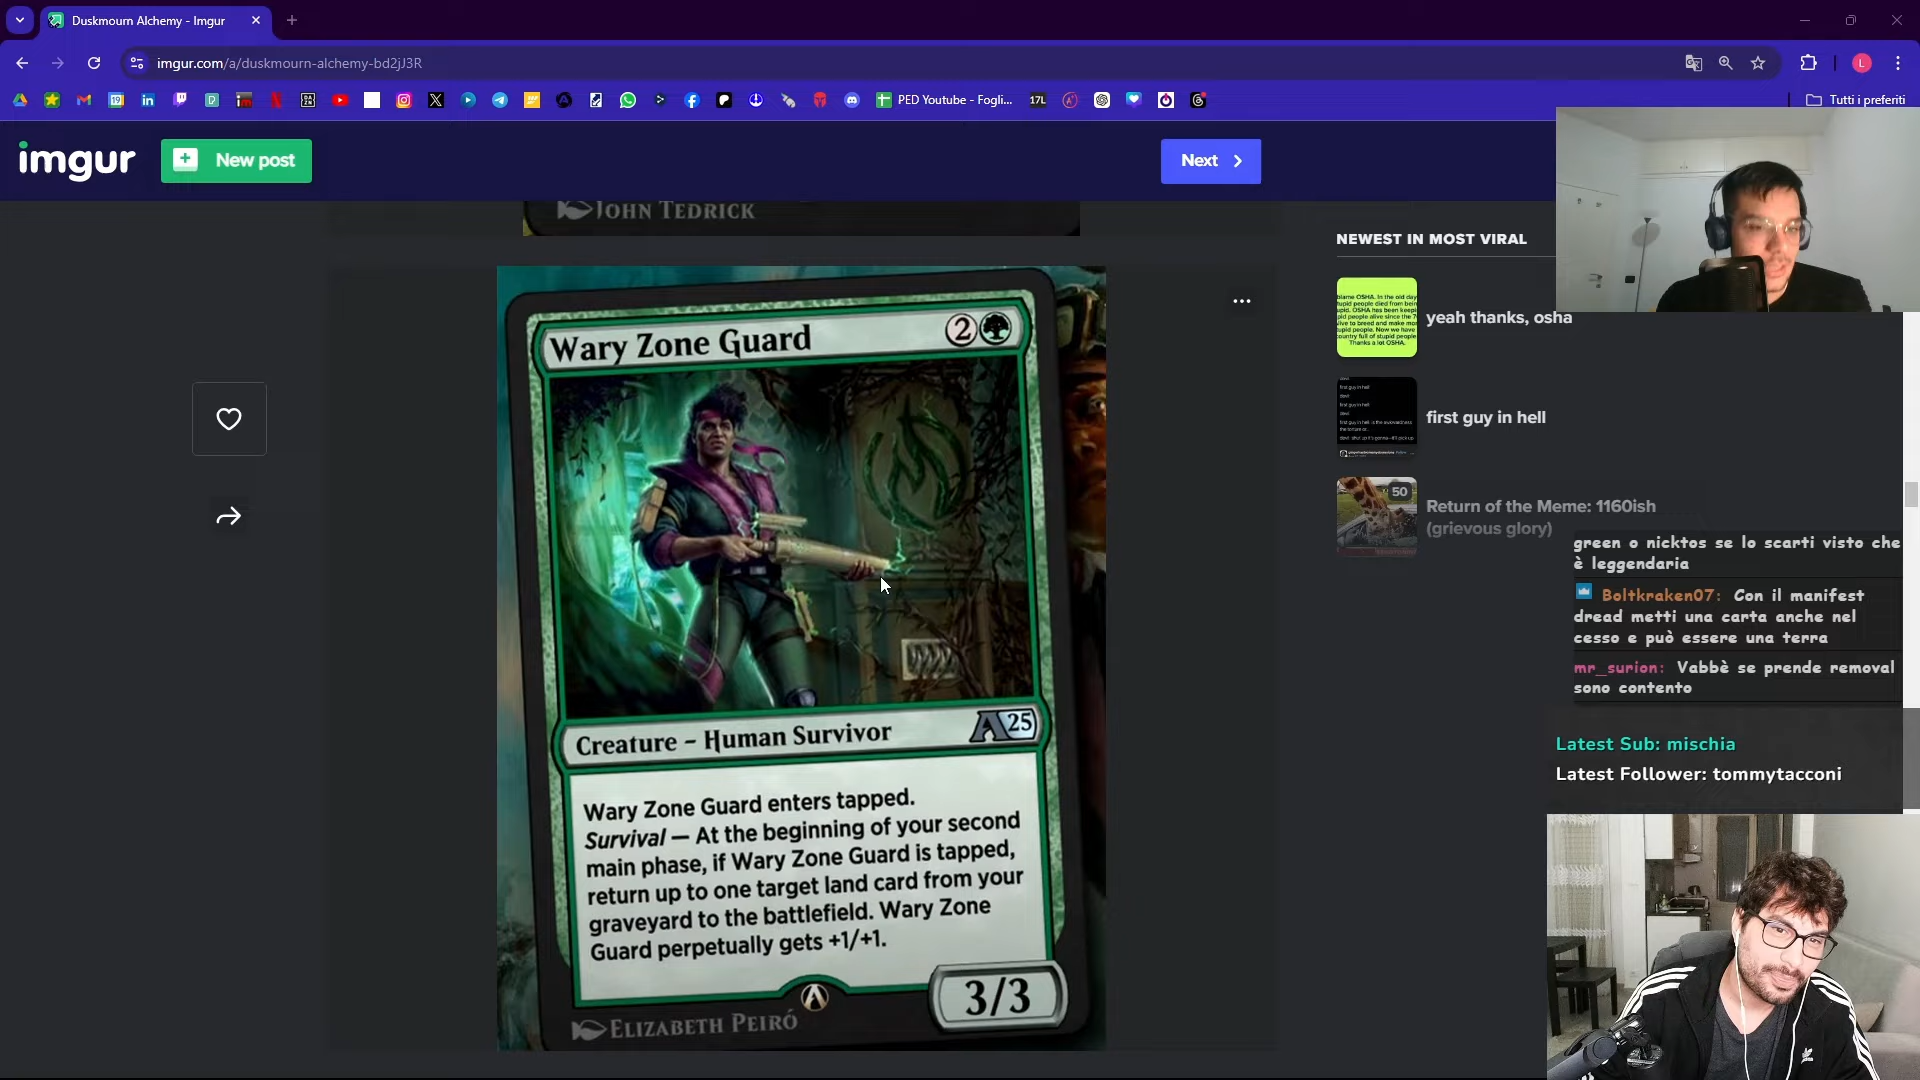 Duskmourn Alchemy - Imgur
imgur.com/a/duskmourn-alchemy-bd2jJ3R
PED Youtube - Fogli...
17L
Tutti i preferiti
imgur
New post
Next
JOHN TEDRICK
NEWEST IN MOST VIRAL
yeah thanks, osha
first guy in hell
50
Return of the Meme: 1160ish
(grievous glory)
Wary Zone Guard
2
Creature – Human Survivor
A25
Wary Zone Guard enters tapped.
Survival — At the beginning of your second
main phase, if Wary Zone Guard is tapped,
return up to one target land card from your
graveyard to the battlefield. Wary Zone
Guard perpetually gets +1/+1.
3/3
ELIZABETH PEIRÓ
green o nicktos se lo scarti visto che
è leggendaria
Boltkraken07: Con il manifest
dread metti una carta anche nel
cesso e può essere una terra
mr_surion: Vabbè se prende removal
sono contento
Latest Sub: mischia
Latest Follower: tommytacconi